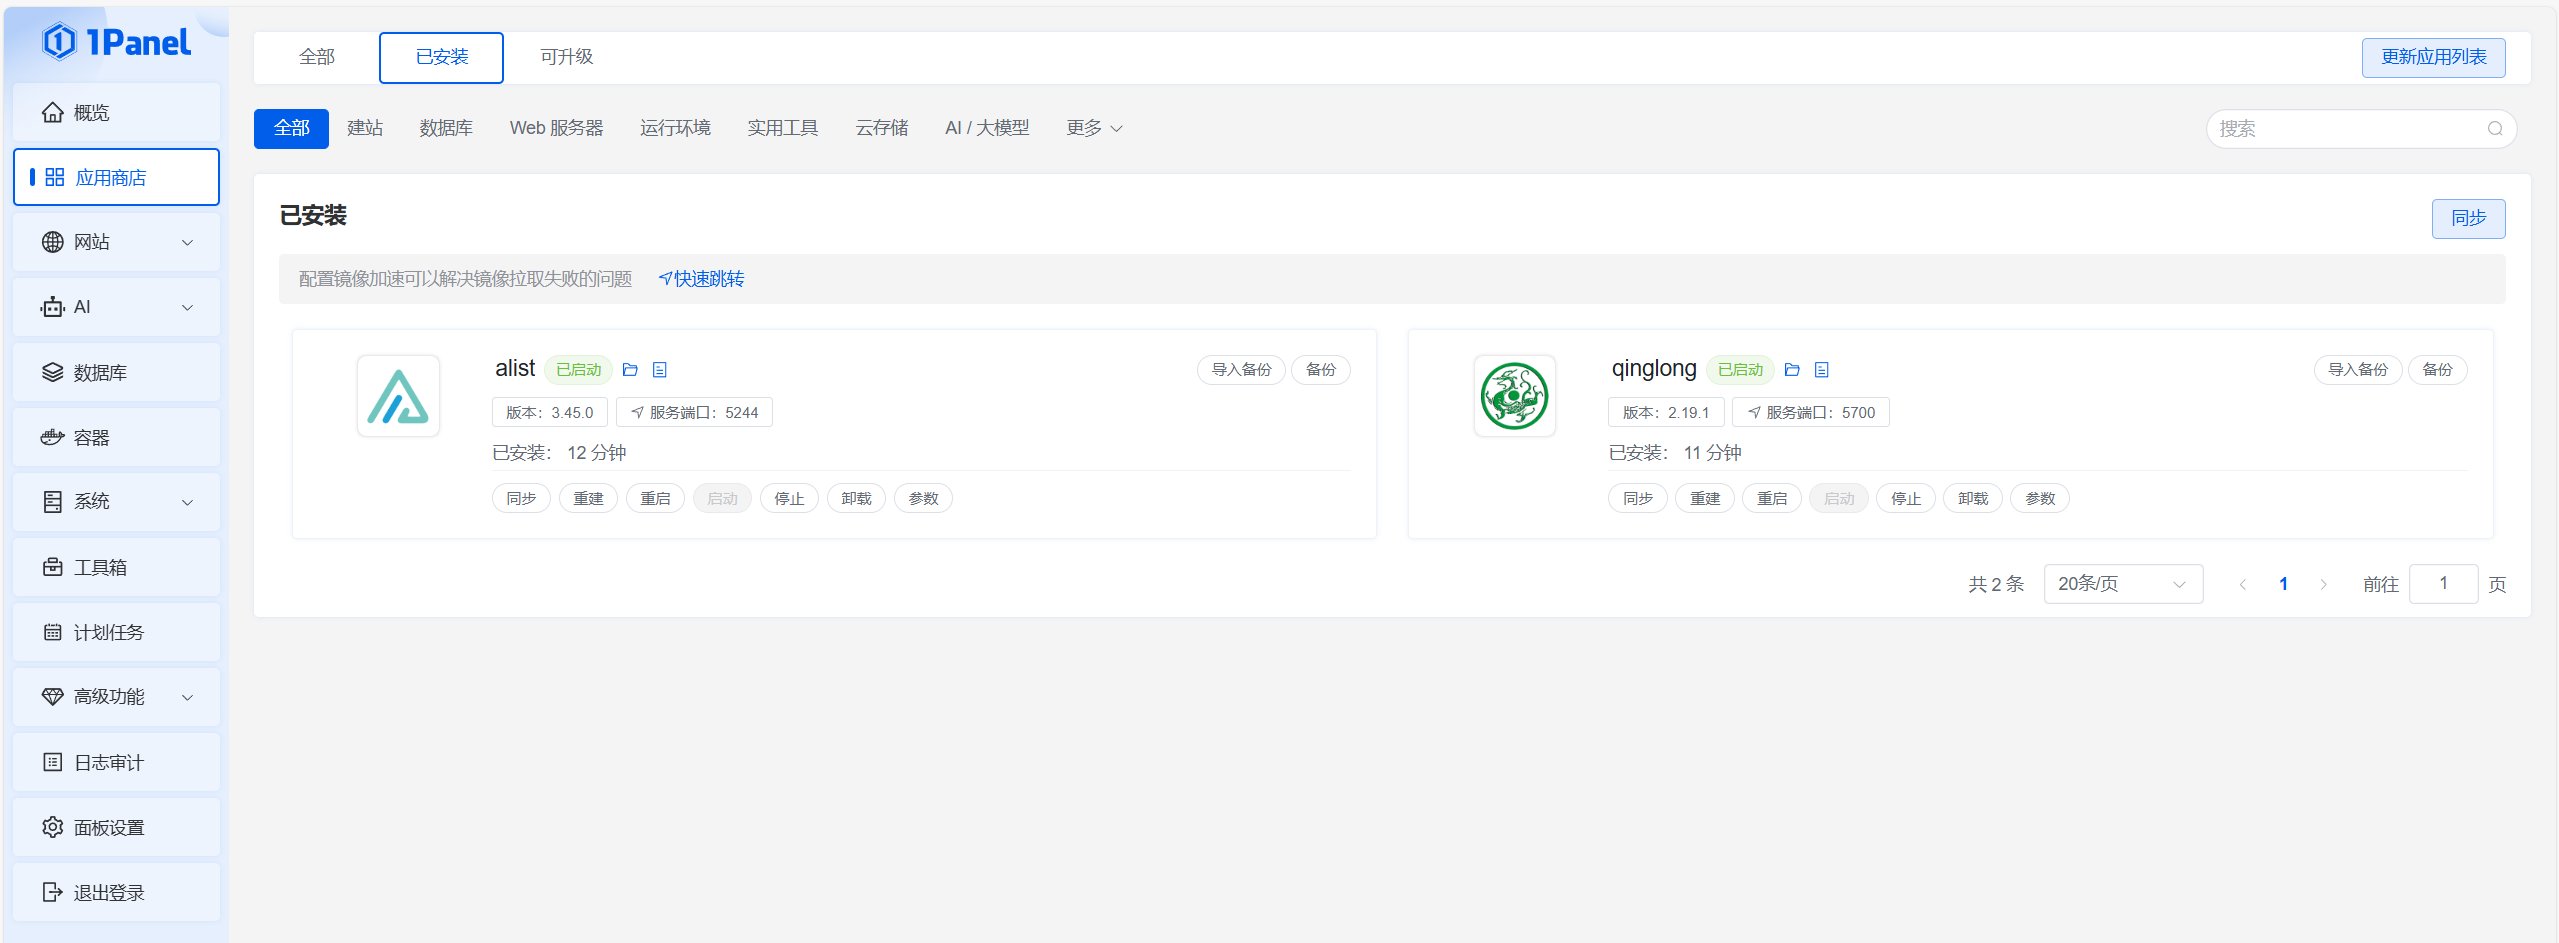 1Panel
概览
应用商店
网站
AI
数据库
容器
系统
工具箱
计划任务
高级功能
日志审计
面板设置
退出登录
全部 已安装 可升级 更新应用列表
全部 建站 数据库 Web 服务器 运行环境 实用工具 云存储 AI / 大模型 更多 搜索
已安装 同步
配置镜像加速可以解决镜像拉取失败的问题 快速跳转
alist 已启动 导入备份 备份
版本：3.45.0 服务端口：5244
已安装： 12 分钟
同步 重建 重启 启动 停止 卸载 参数
qinglong 已启动 导入备份 备份
版本：2.19.1 服务端口：5700
已安装： 11 分钟
同步 重建 重启 启动 停止 卸载 参数
共 2 条 20条/页 1 前往 1 页